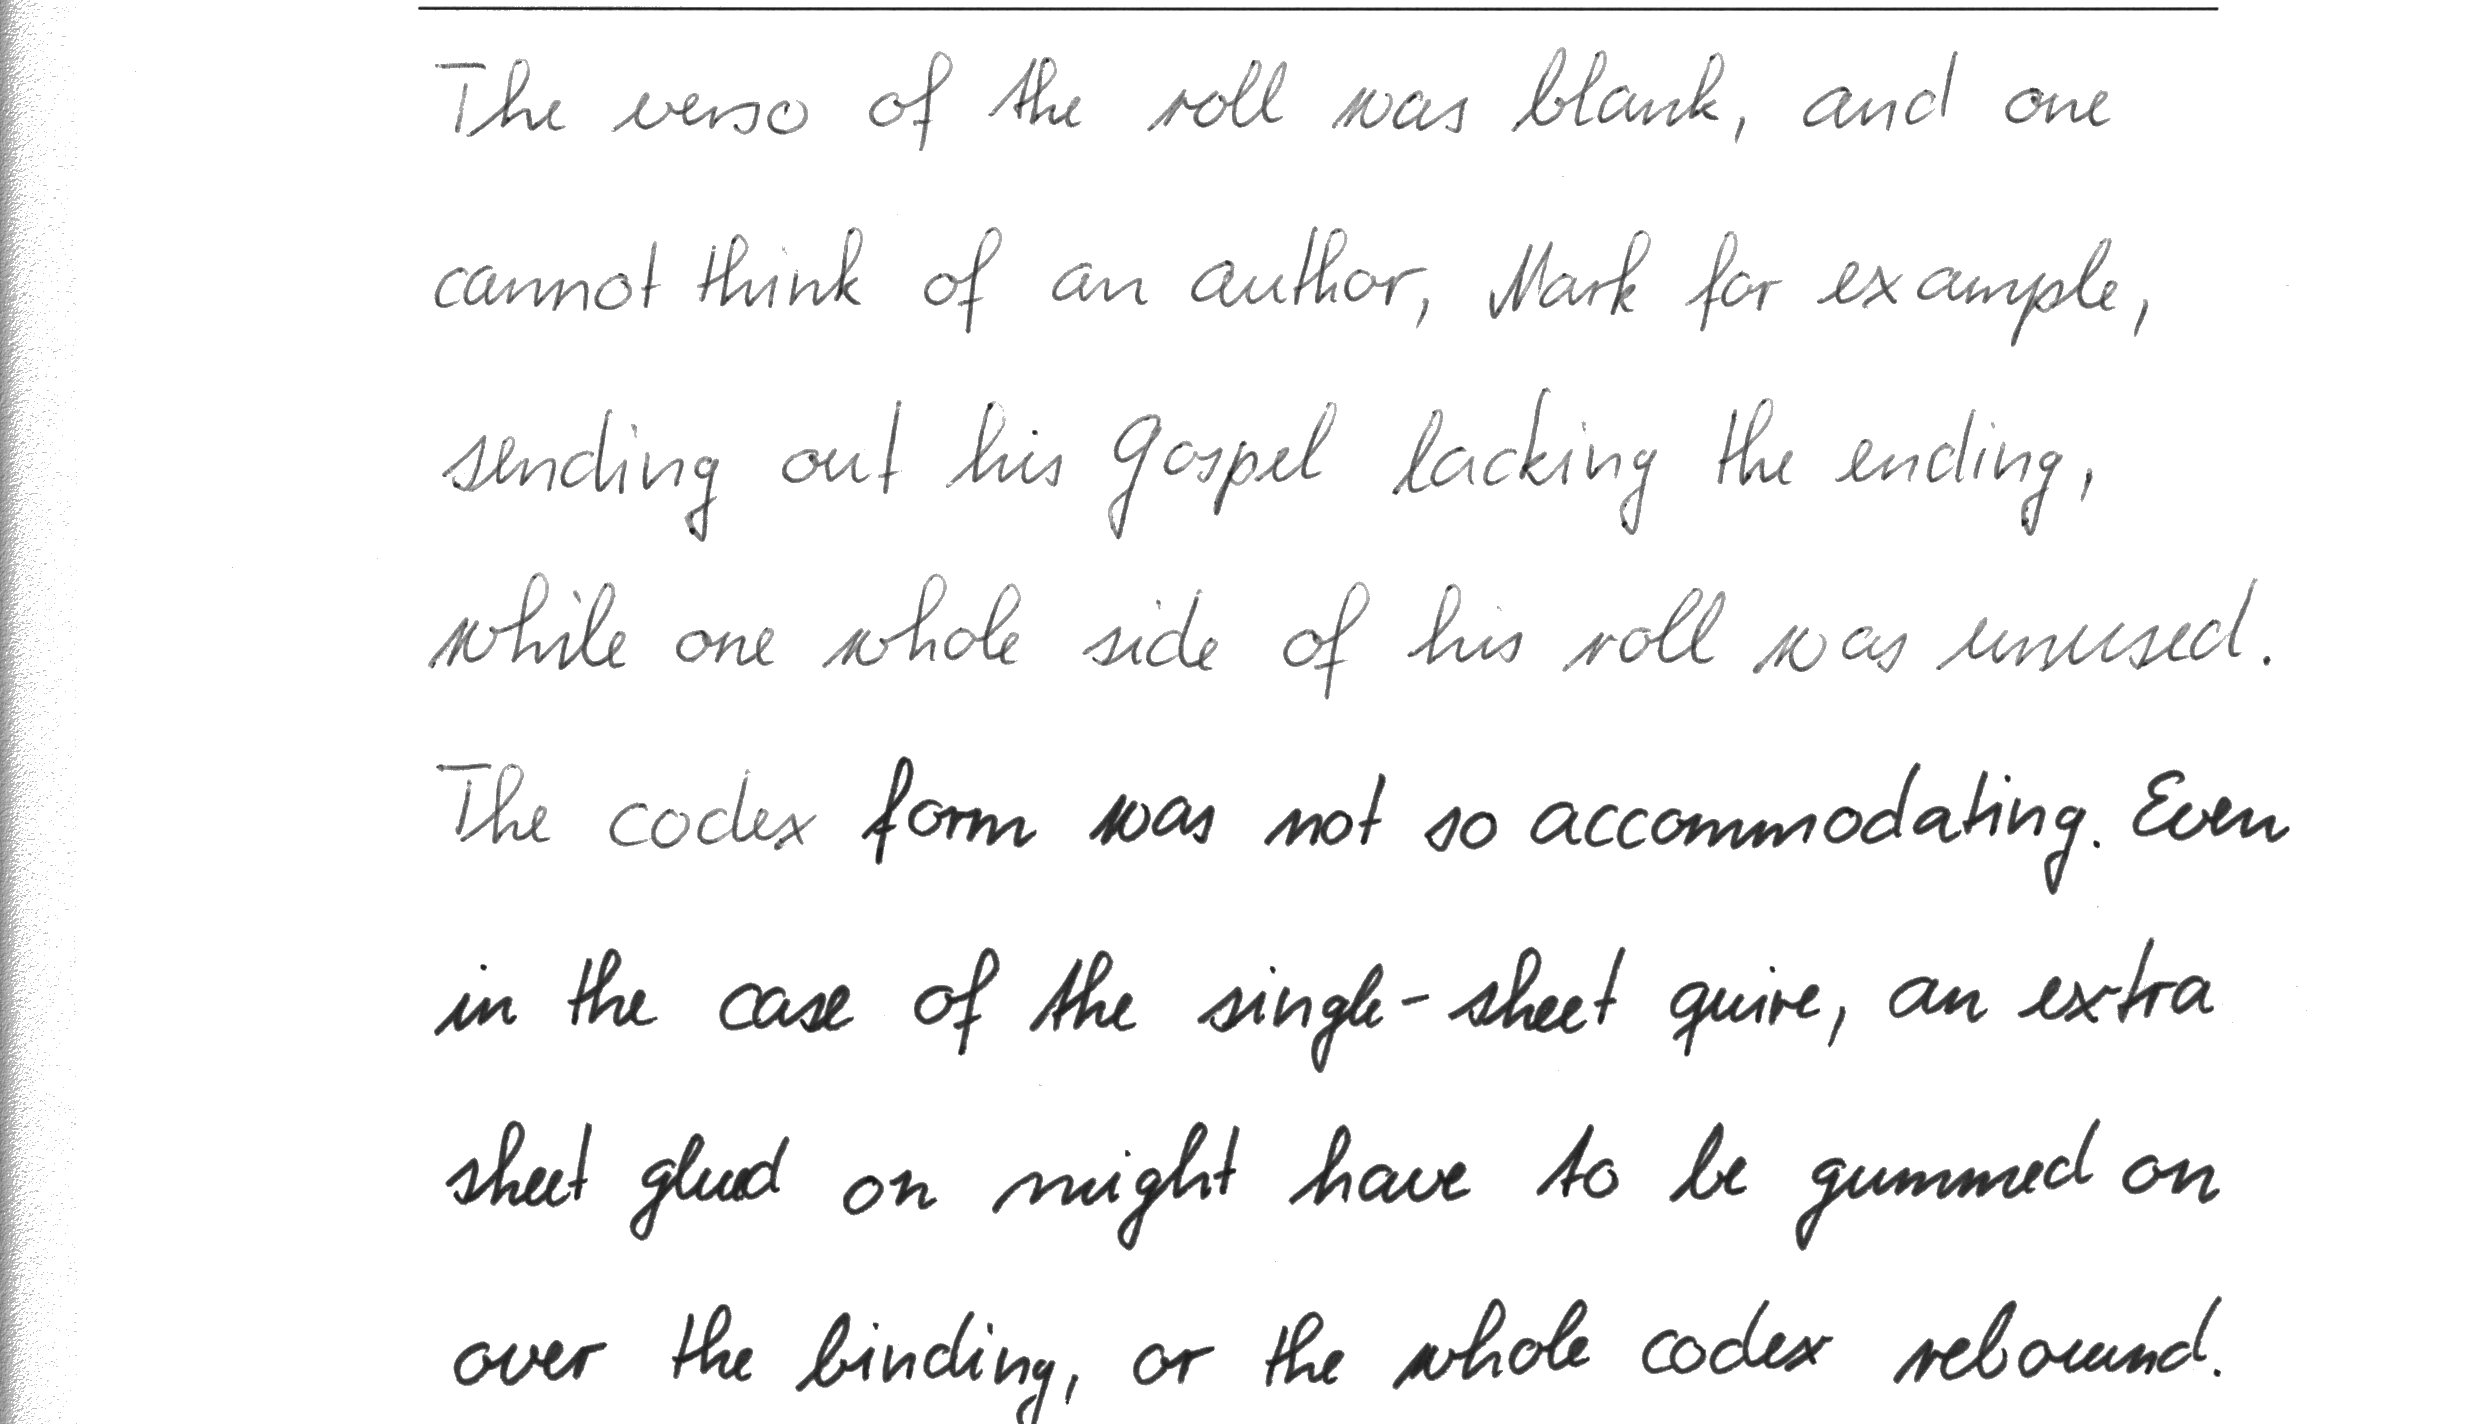 The verso of the roll was blank, and one
cannot think of an author, Mark for example,
sending out his Gospel lacking the ending,
while one whole side of his roll was unused.
The codex form was not so accommodating. Even
in the case of the single-sheet quire, an extra
sheet glued on might have to be gummed on
over the binding, or the whole codex rebound.